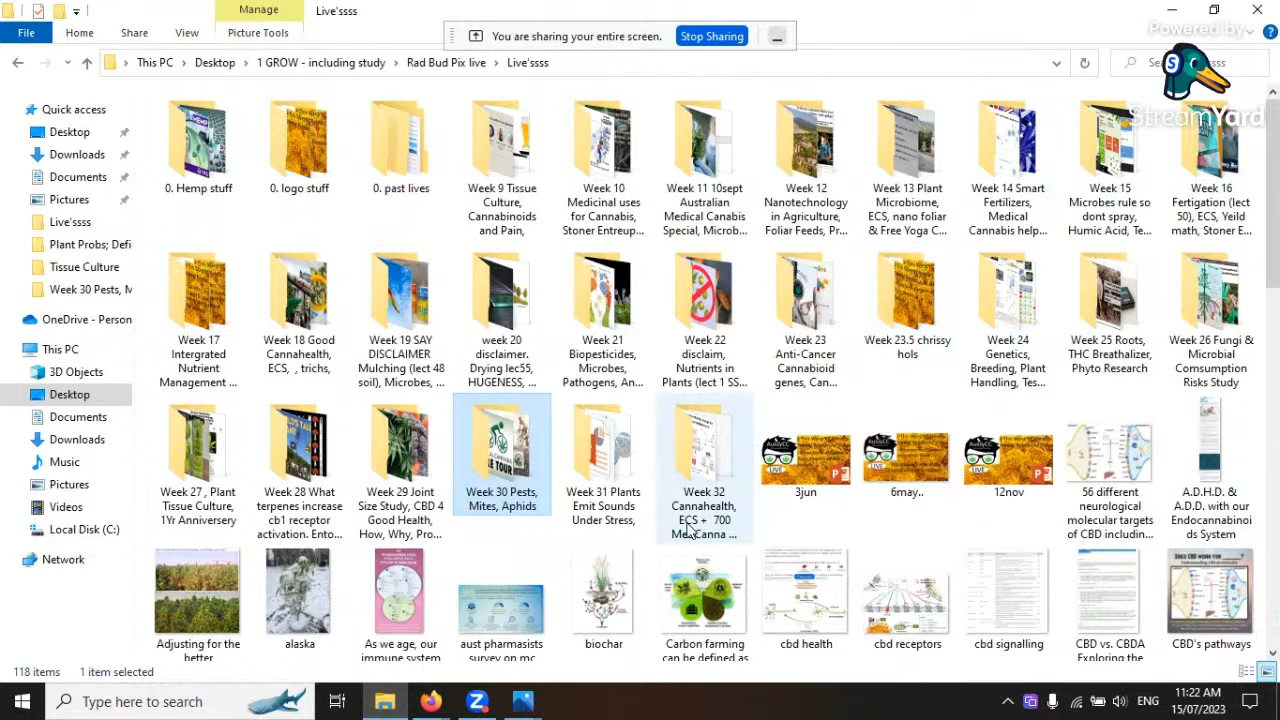 Manage
Live'ssss
File
Home
Share
View
Picture Tools
You are sharing your entire screen.
Stop Sharing
Powered by
StreamYard
This PC
Desktop
1 GROW - including study
Rad Bud Pix live
Live'ssss
Quick access
Desktop
Downloads
Documents
Pictures
Live'ssss
Plant Probs; Defi
Tissue Culture
Week 30 Pests, M
OneDrive - Person
This PC
3D Objects
Desktop
Documents
Downloads
Music
Pictures
Videos
Local Disk (C:)
Network
0. Hemp stuff
0. logo stuff
0. past lives
Week 9 Tissue
Culture,
Cannabinoids
and Pain,
Week 10
Medicinal uses
for Cannabis,
Stoner Entreup...
Week 11 10sept
Australian
Medical Canabis
Special, Microb...
Week 12
Nanotechnology
in Agriculture,
Foliar Feeds, Pr...
Week 13 Plant
Microbiome,
ECS, nano foliar
& Free Yoga C...
Week 14 Smart
Fertilizers,
Medical
Cannabis help...
Week 15
Microbes rule so
dont spray,
Humic Acid, Te...
Week 16
Fertigation (lect
50), ECS, Yeild
math, Stoner E...
Week 17
Intergrated
Nutrient
Management ...
Week 18 Good
Cannahealth,
ECS, , trichs,
Week 19 SAY
DISCLAIMER
Mulching (lect 48
soil), Microbes, ...
week 20
disclaimer.
Drying lec55,
HUGENESS, ...
Week 21
Biopesticides,
Microbes,
Pathogens, An...
Week 22
disclaim,
Nutrients in
Plants (lect 1 SS...
Week 23
Anti-Cancer
Cannabioid
genes, Can...
Week 23.5 chrissy
hols
Week 24
Genetics,
Breeding, Plant
Handling, Tes...
Week 25 Roots,
THC Breathalizer,
Phyto Research
Week 26 Fungi &
Microbial
Comsumption
Risks Study
Week 27 , Plant
Tissue Culture,
1Yr Anniversery
Week 28 What
terpenes increase
cb1 receptor
activation. Ento...
Week 29 Joint
Size Study, CBD 4
Good Health,
How, Why, Pro...
Week 30 Pests,
Mites, Aphids
Week 31 Plants
Emit Sounds
Under Stress,
Week 32
Cannahealth,
ECS + 700
3jun
6may..
12nov
56 different
neurological
molecular targets
of CBD includin...
A.D.H.D. &
A.D.D. with our
Endocannabinoi
ds System
Adjusting for the
better
alaska
As we age, our
immune system
aust pharmasists
survey on mc
biochar
Carbon farming
can be defined as
cbd health
cbd receptors
cbd signalling
CBD vs. CBDA
Exploring the
CBD's pathways
118 items
1 item selected
Type here to search
ENG
11:22 AM
15/07/2023